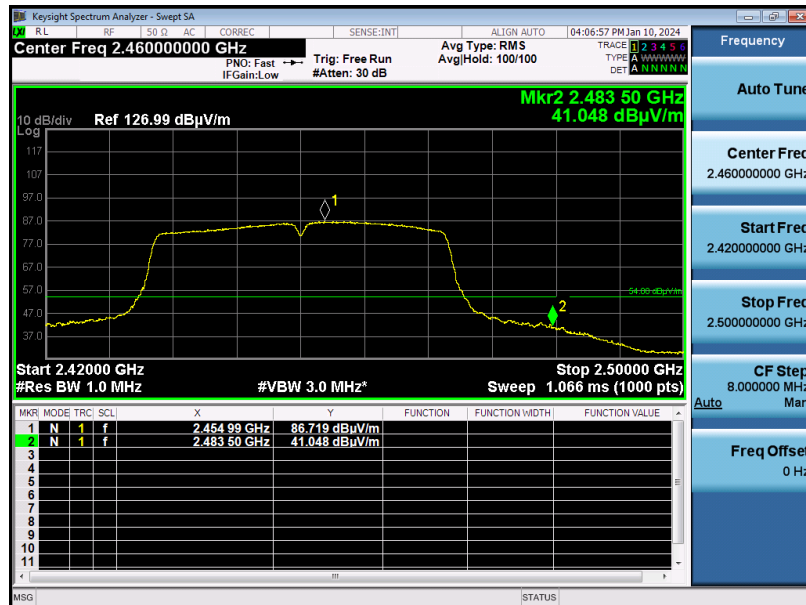 Keysight Spectrum Analyzer - Swept SA
LXI RL RF 50 Ω AC CORREC SENSE:INT ALIGN AUTO 04:06:57 PM Jan 10, 2024
Center Freq 2.460000000 GHz
PNO: Fast
IFGain:Low
Trig: Free Run
#Atten: 30 dB
Avg Type: RMS
Avg|Hold: 100/100
TRACE 1 2 3 4 5 6
TYPE A WWWWW
DET A N N N N N
Mkr2 2.483 50 GHz
41.048 dBµV/m
10 dB/div Ref 126.99 dBµV/m
Log
117
107
97.0
87.0
77.0
67.0
57.0
47.0
37.0
1
54.00 dBµV/m
2
Start 2.42000 GHz Stop 2.50000 GHz
#Res BW 1.0 MHz #VBW 3.0 MHz* Sweep 1.066 ms (1000 pts)
MKR MODE TRC SCL X Y FUNCTION FUNCTION WIDTH FUNCTION VALUE
1 N 1 f 2.454 99 GHz 86.719 dBµV/m
2 N 1 f 2.483 50 GHz 41.048 dBµV/m
3
4
5
6
7
8
9
10
11
MSG STATUS
Frequency
Auto Tune
Center Freq
2.460000000 GHz
Start Freq
2.420000000 GHz
Stop Freq
2.500000000 GHz
CF Step
8.000000 MHz
Auto Man
Freq Offset
0 Hz